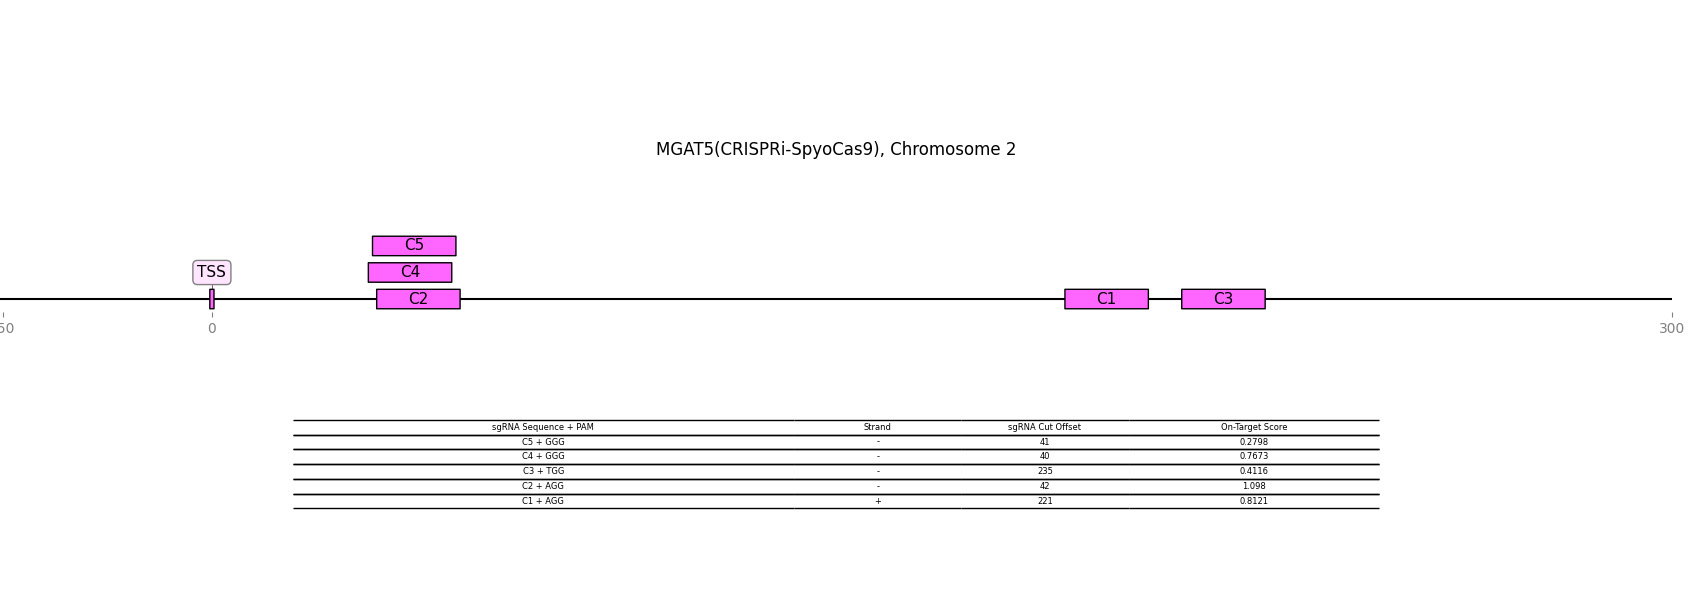 MGAT5(CRISPRi-SpyoCas9), Chromosome 2
C5
TSS C4
C2 C1 C3
50 0 300
sgRNA Sequence + PAM Strand sgRNA Cut Offset On-Target Score
C5 + GGG - 41 0.2798
C4 + GGG - 40 0.7673
C3 + TGG - 235 0.4116
C2 + AGG - 42 1.098
C1 + AGG + 221 0.8121